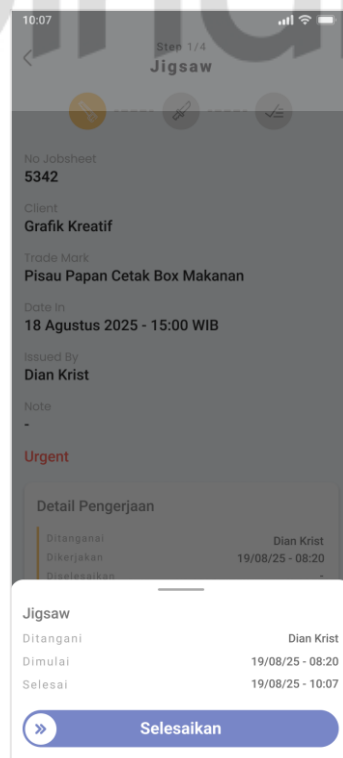 10:07
Step 1/4
Jigsaw
No Jobsheet
5342
Client
Grafik Kreatif
Trade Mark
Pisau Papan Cetak Box Makanan
Date In
18 Agustus 2025 - 15:00 WIB
Issued By
Dian Krist
Note
-
Urgent
Detail Pengerjaan
Ditanganai Dian Krist
Dikerjakan 19/08/25 - 08:20
Diselesaikan -
Jigsaw
Ditangani Dian Krist
Dimulai 19/08/25 - 08:20
Selesai 19/08/25 - 10:07
Selesaikan